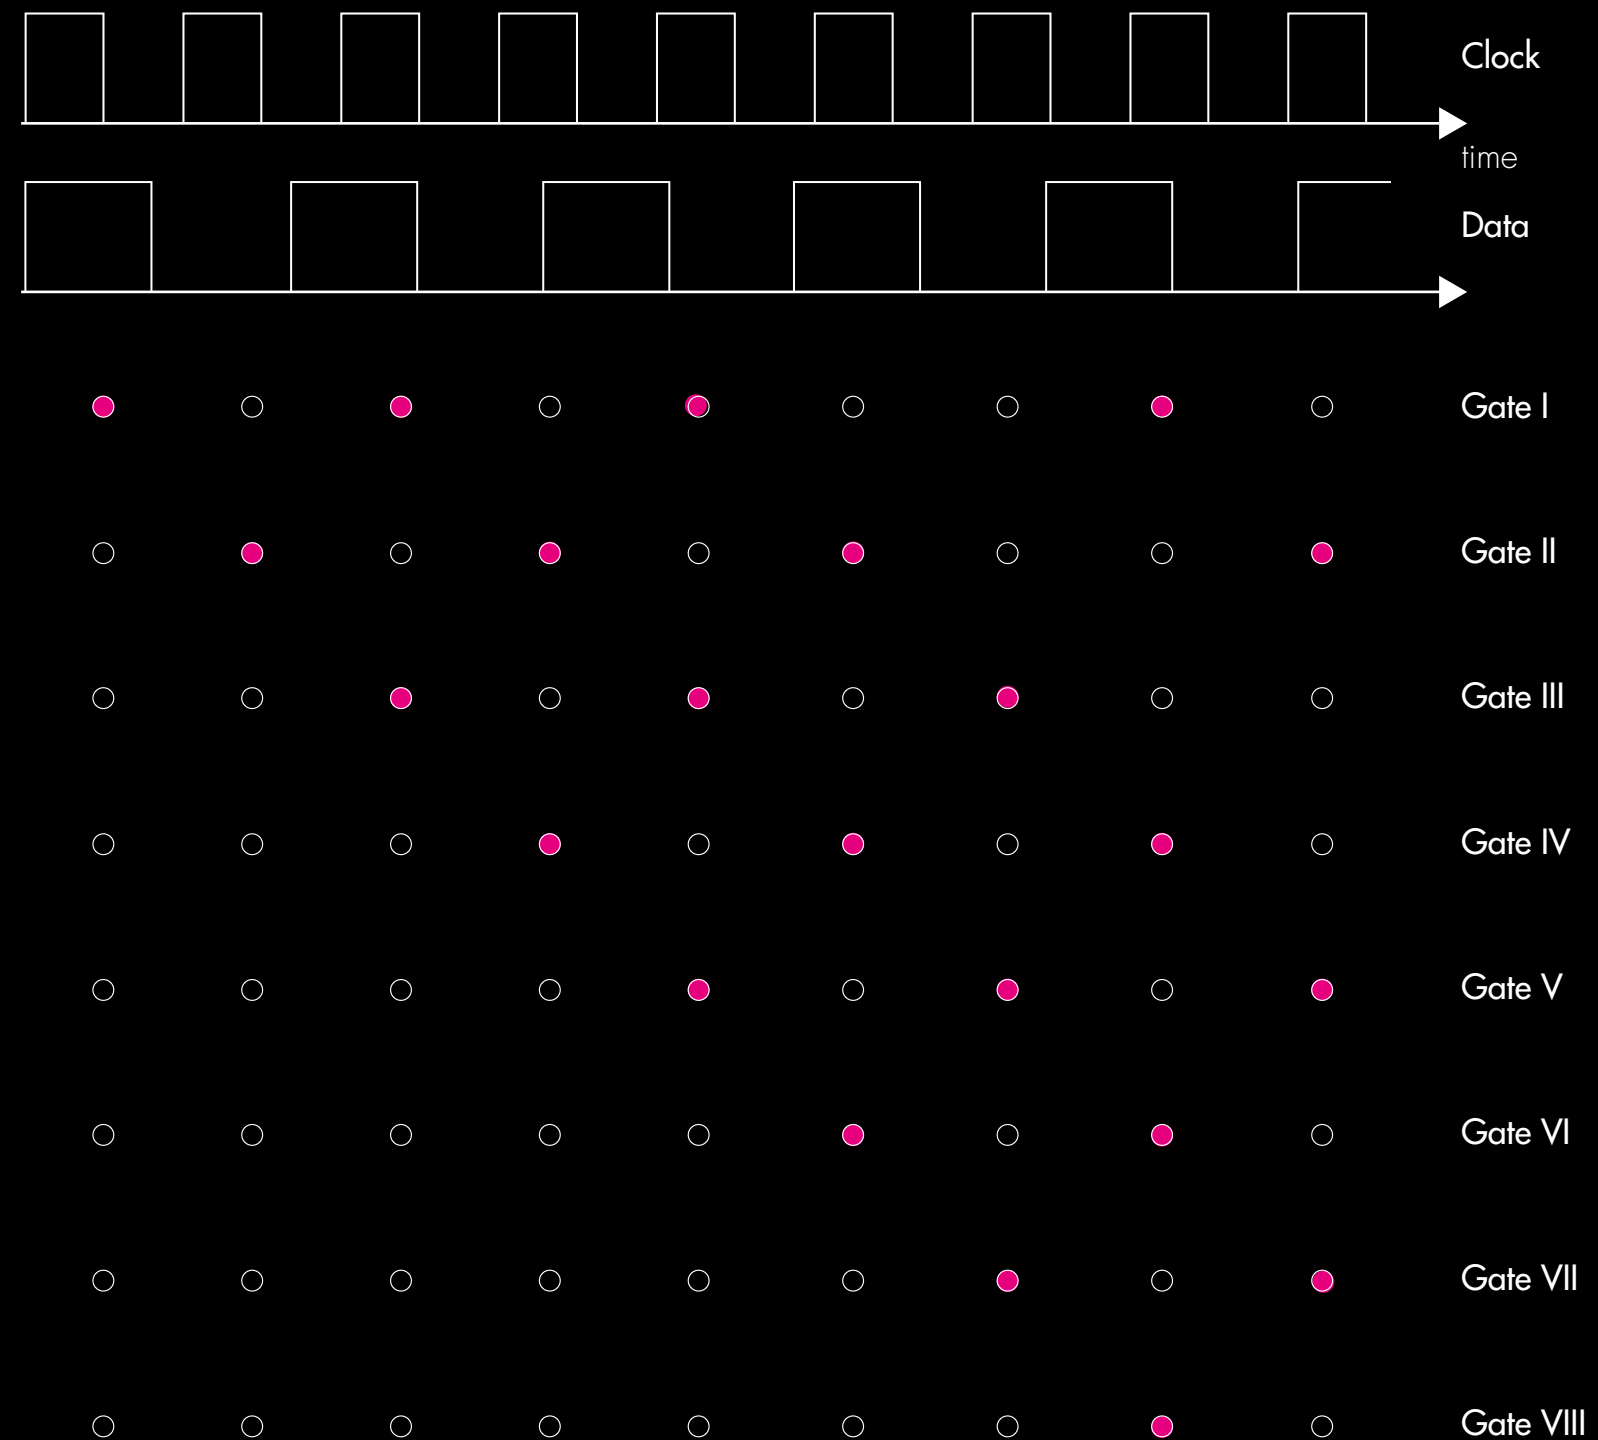 Clock
time
Data
Gate I
Gate II
Gate III
Gate IV
Gate V
Gate VI
Gate VII
Gate VIII